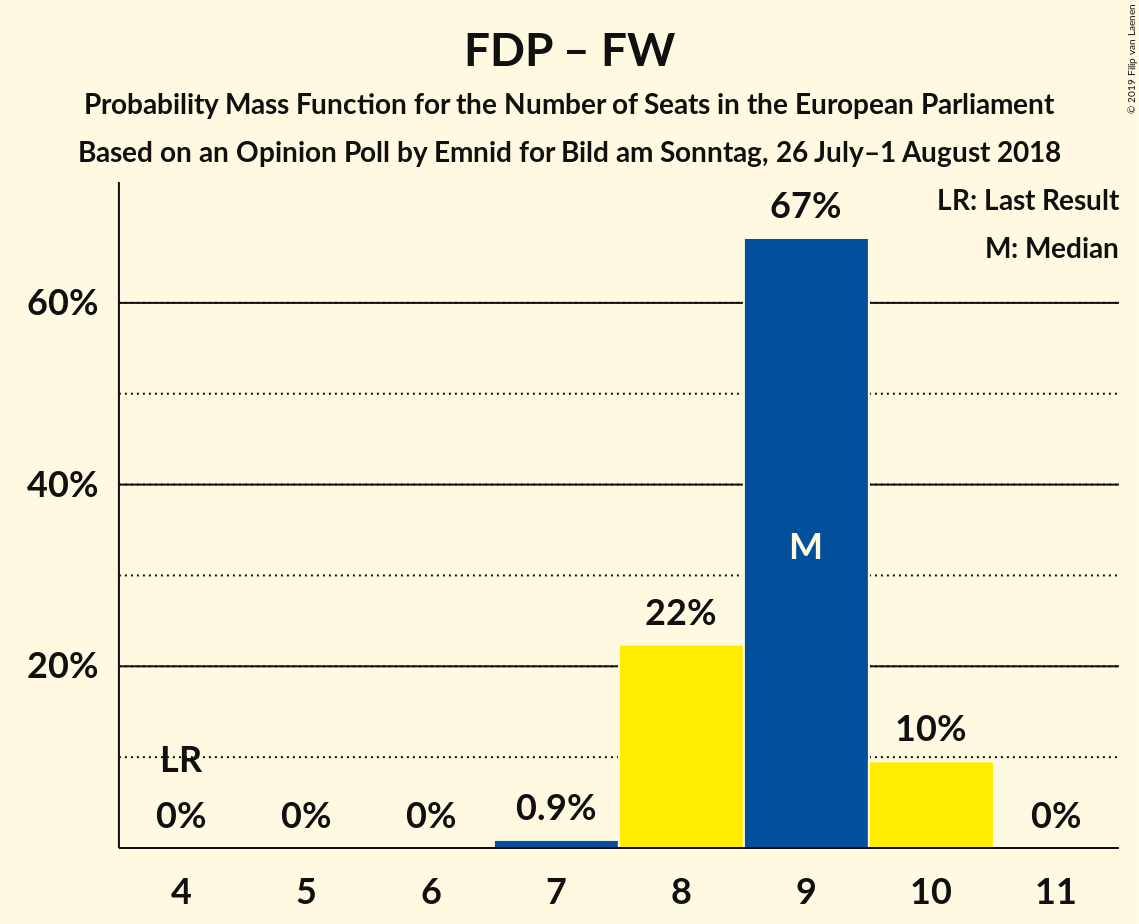 FDP – FW
Probability Mass Function for the Number of Seats in the European Parliament
Based on an Opinion Poll by Emnid for Bild am Sonntag, 26 July–1 August 2018
© 2019 Filip van Laenen
LR: Last Result
M: Median
67%
60%
40%
M
22%
20%
10%
LR
0%
0%
0%
0.9%
0%
4 5 6 7 8 9 10 11